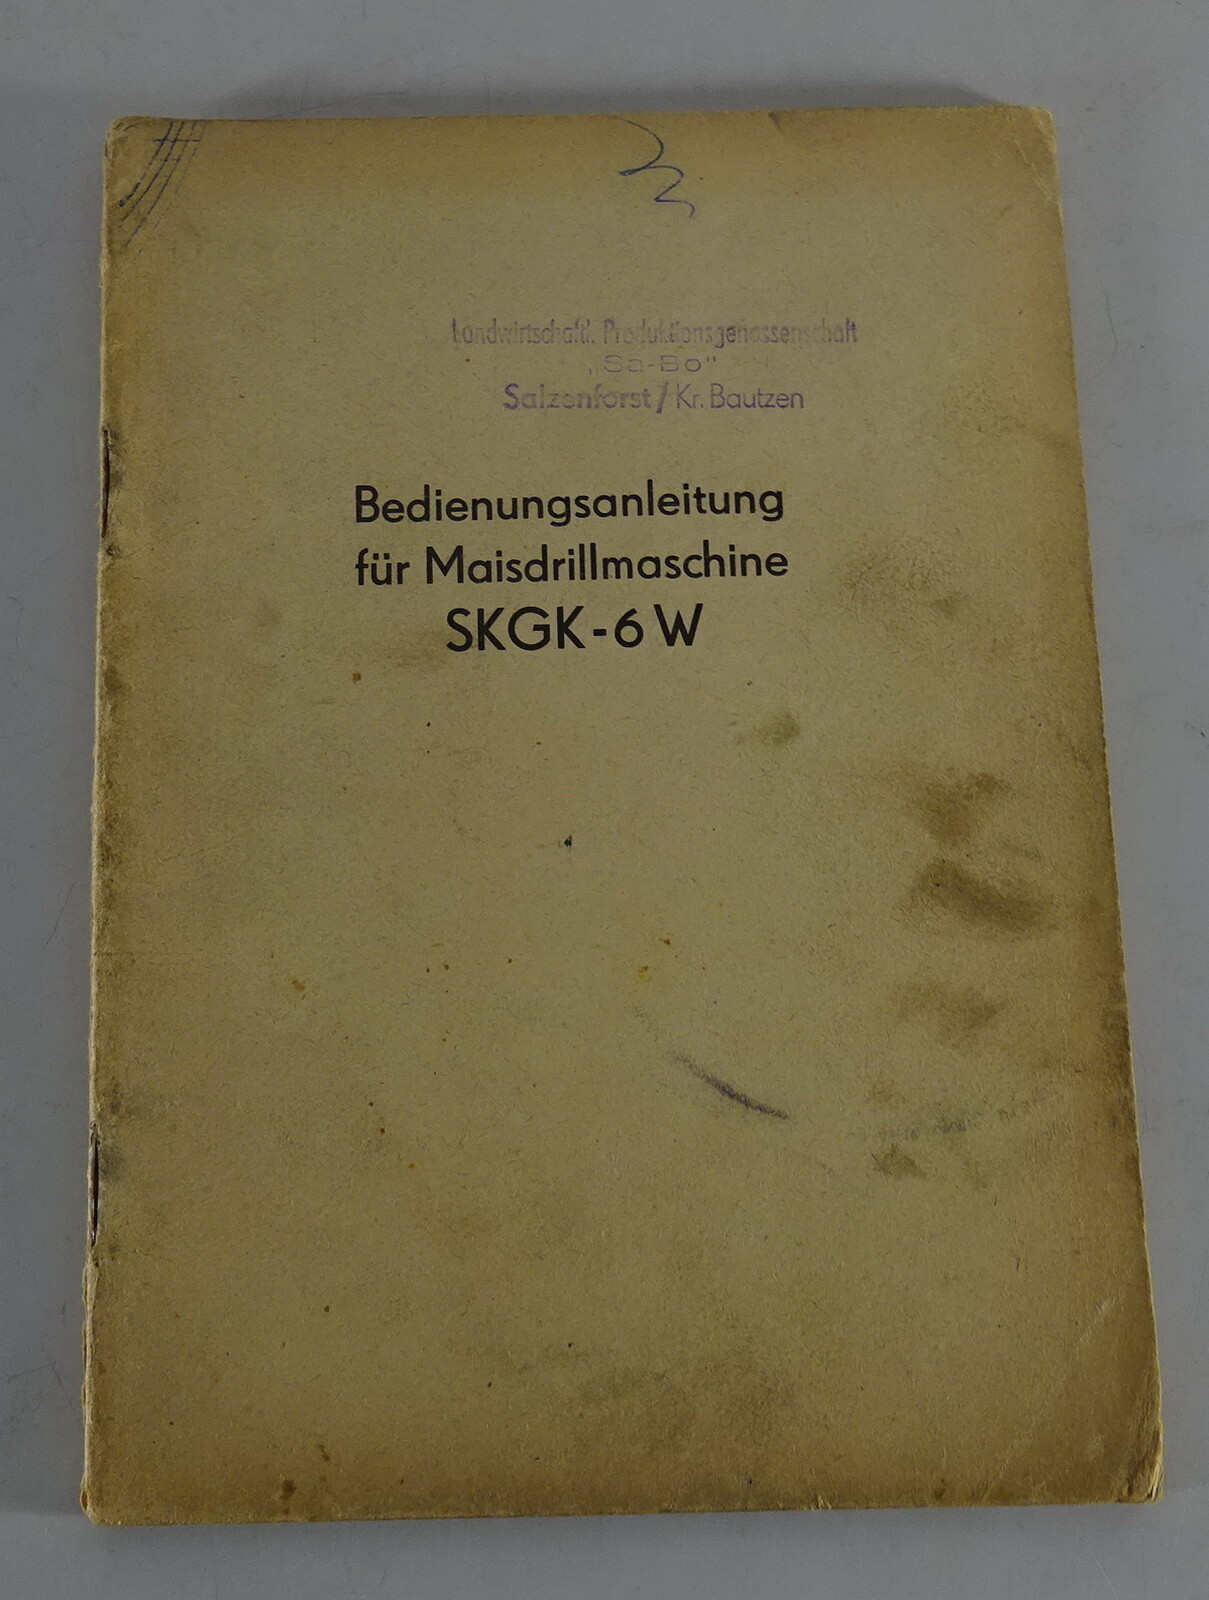 Landwirtschaftl. Produktionsgenossenschaft
„Sa-Bo"
Salzenforst / Kr. Bautzen
Bedienungsanleitung
für Maisdrillmaschine
SKGK-6 W